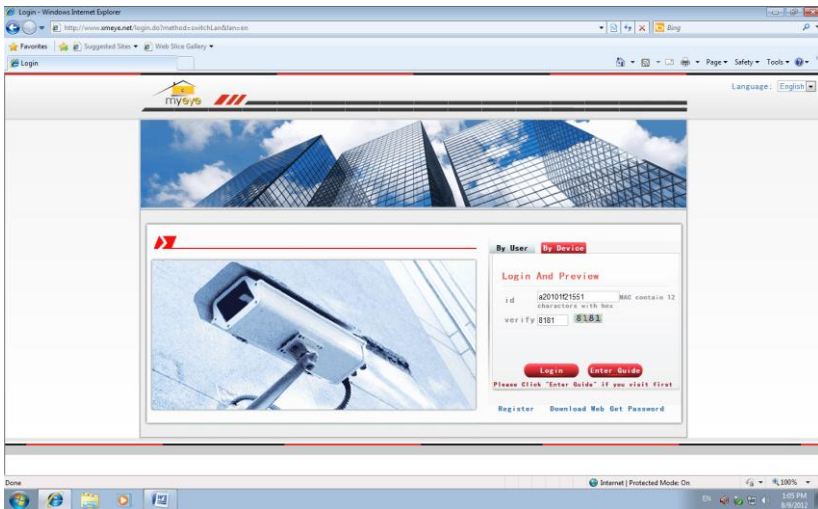 Login - Windows Internet Explorer
http://www.xmeye.net/login.do?method=switchLan&lan=en
Bing
Favorites Suggested Sites Web Slice Gallery
Login
Page Safety Tools
Language: English
myeye
By User By Device
Login And Preview
id a20101f21551 MAC contain 12
characters with hex
verify 8181 8181
Login Enter Guide
Please Click "Enter Guide" if you visit first
Register Download Web Get Password
Done
Internet | Protected Mode: On
100%
EN
1:05 PM
8/9/2012